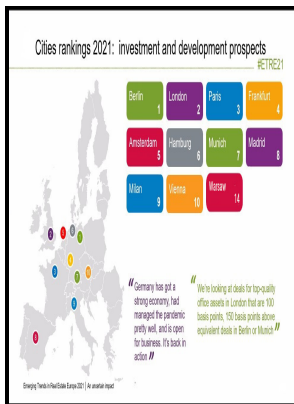 Cities rankings 2021: investment and development prospects
#ETRE21
Berlin
1
London
2
Paris
3
Frankfurt
4
Amsterdam
5
Hamburg
6
Munich
7
Madrid
8
Milan
9
Vienna
10
Warsaw
14
"Germany has got a
strong economy, had
managed the pandemic
pretty well, and is open
for business. It's back in
action"
"We're looking at deals for top-quality
office assets in London that are 100
basis points, 150 basis points above
equivalent deals in Berlin or Munich"
Emerging Trends in Real Estate Europe 2021 | An uncertain impact